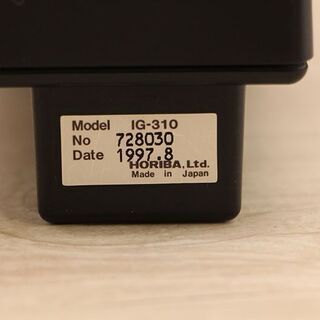 Model IG-310
No 728030
Date 1997.8
HORIBA, Ltd.
Made in Japan